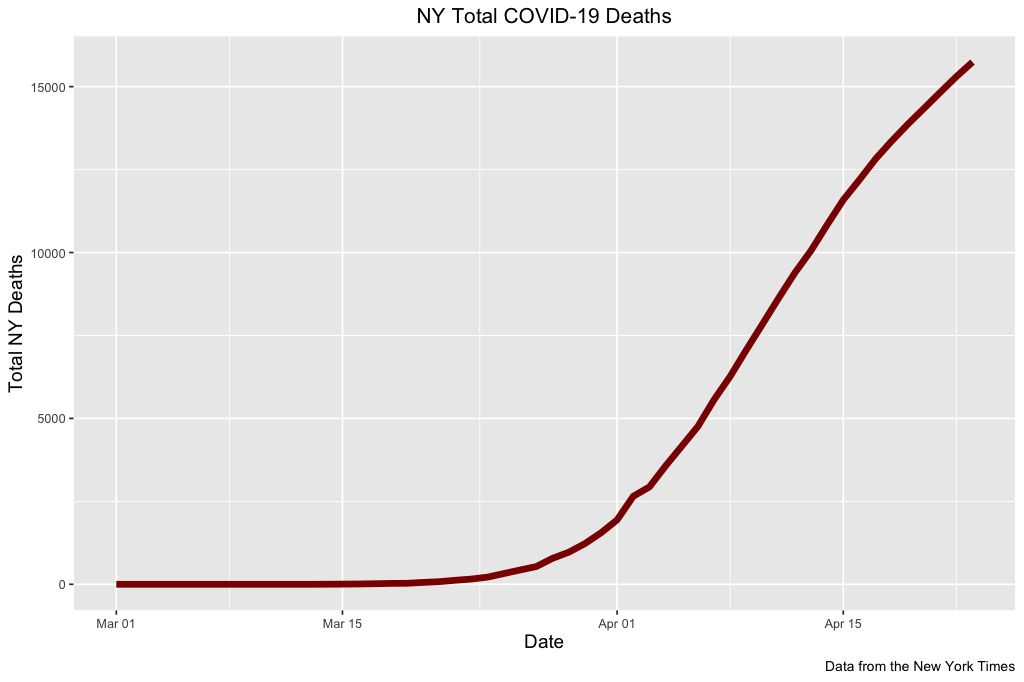 NY Total COVID-19 Deaths
Total NY Deaths
15000
10000
5000
0
Mar 01
Mar 15
Apr 01
Apr 15
Date
Data from the New York Times